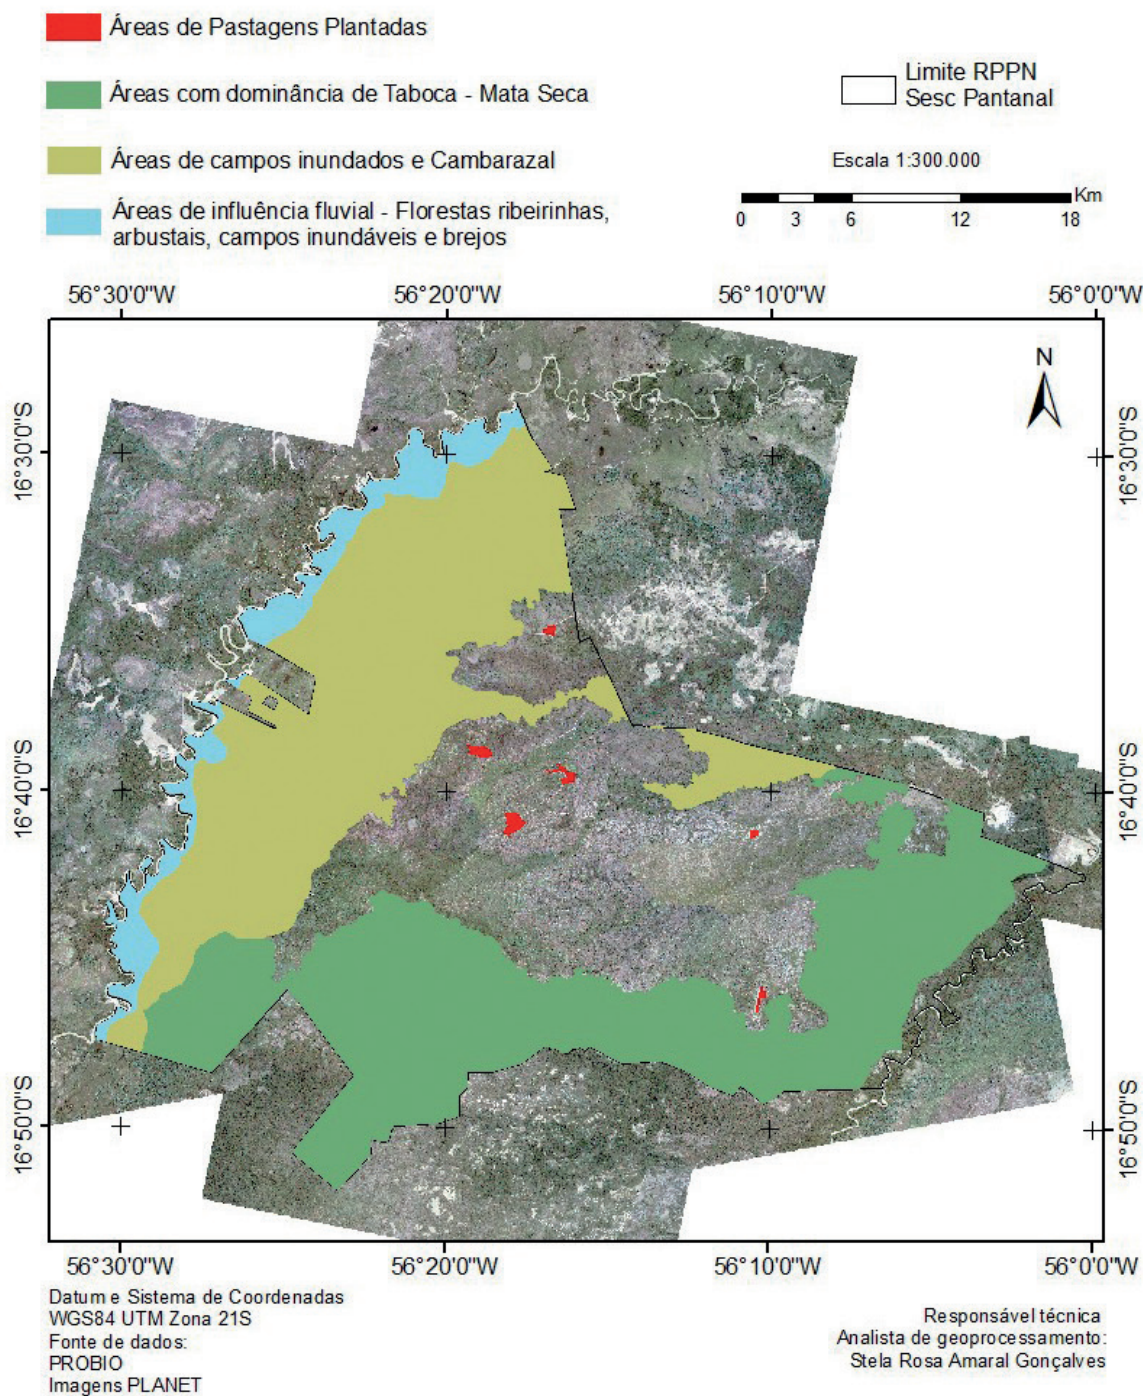 Áreas de Pastagens Plantadas
Áreas com dominância de Taboca - Mata Seca
Áreas de campos inundados e Cambarazal
Áreas de influência fluvial - Florestas ribeirinhas,
arbustais, campos inundáveis e brejos
Limite RPPN
Sesc Pantanal
Escala 1:300.000
Km
0 3 6 12 18
56°30'0"W 56°20'0"W 56°10'0"W 56°0'0"W
N
16°30'0"S 16°30'0"S
16°40'0"S 16°40'0"S
16°50'0"S 16°50'0"S
56°30'0"W 56°20'0"W 56°10'0"W 56°0'0"W
Datum e Sistema de Coordenadas
WGS84 UTM Zona 21S
Fonte de dados:
PROBIO
Imagens PLANET
Responsável técnica
Analista de geoprocessamento:
Stela Rosa Amaral Gonçalves